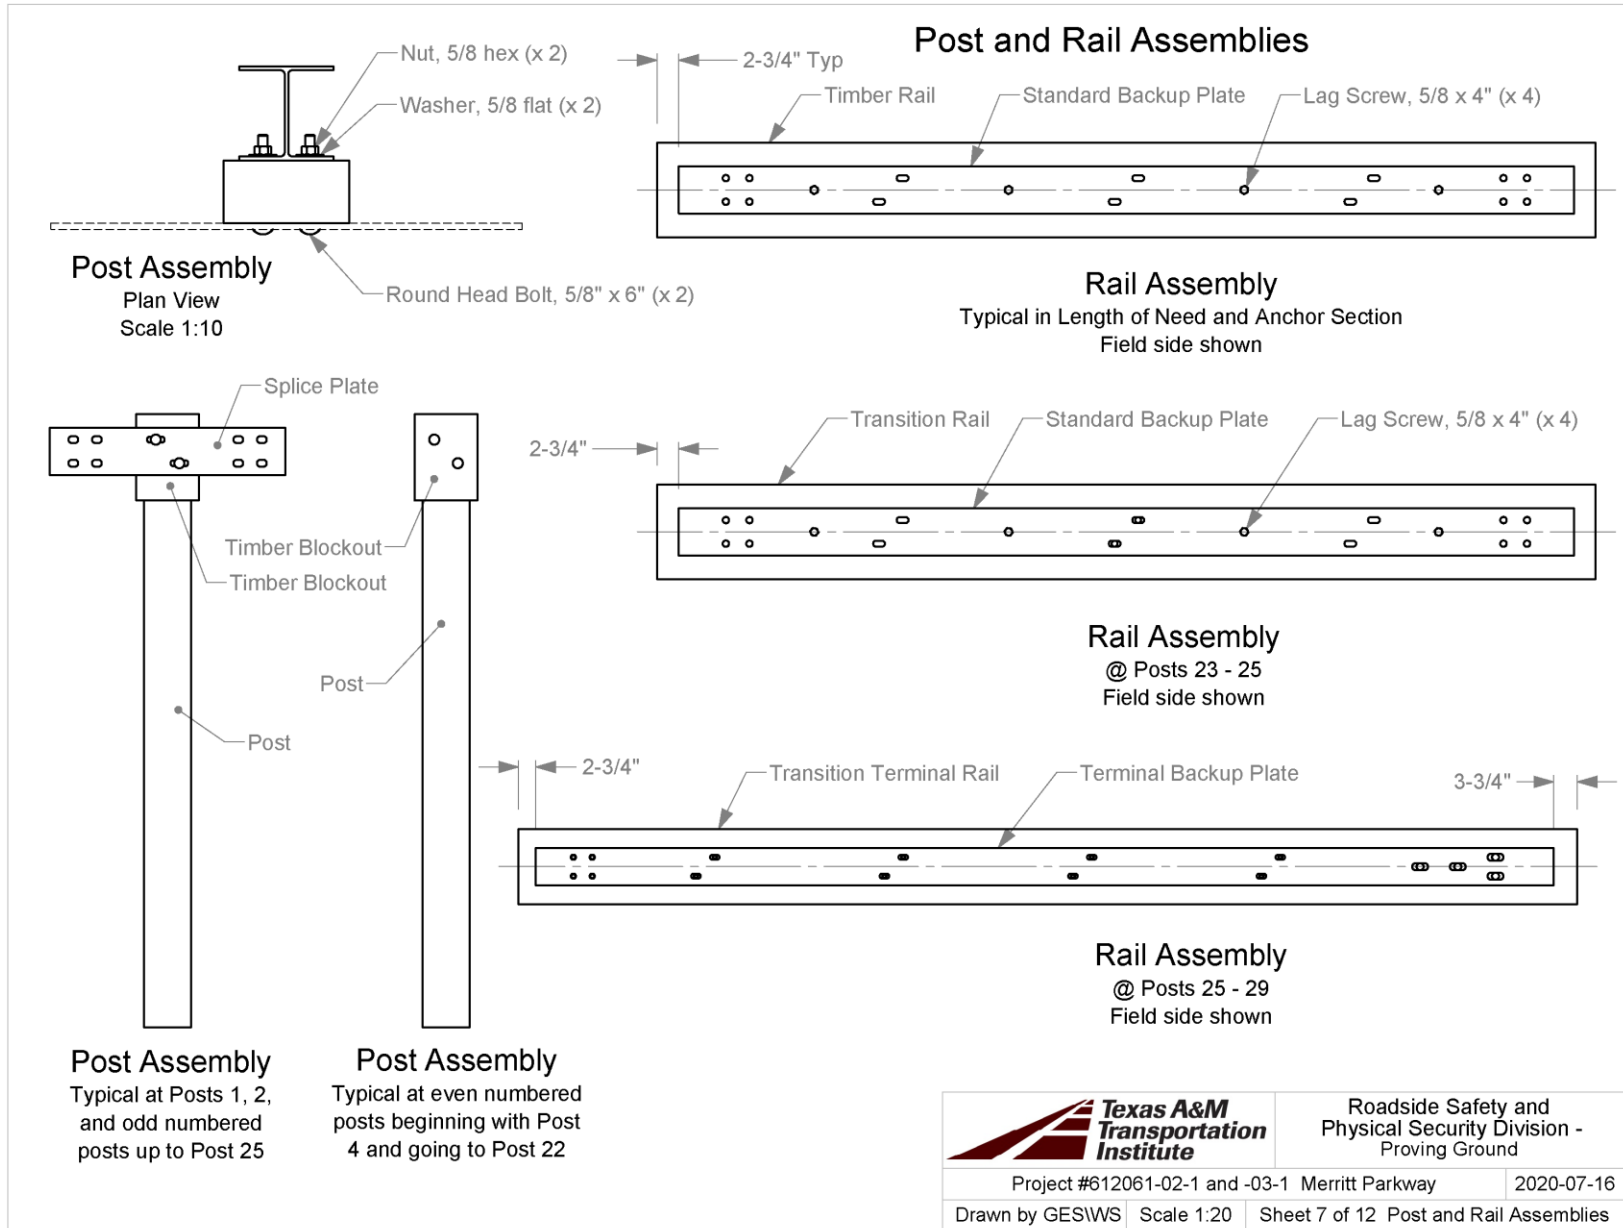 Post and Rail Assemblies
Nut, 5/8 hex (x 2)
Washer, 5/8 flat (x 2)
Round Head Bolt, 5/8" x 6" (x 2)
Post Assembly
Plan View
Scale 1:10
2-3/4" Typ
Timber Rail
Standard Backup Plate
Lag Screw, 5/8 x 4" (x 4)
Rail Assembly
Typical in Length of Need and Anchor Section
Field side shown
Splice Plate
Timber Blockout
Timber Blockout
Post
Post
2-3/4"
Transition Rail
Standard Backup Plate
Lag Screw, 5/8 x 4" (x 4)
Rail Assembly
@ Posts 23 - 25
Field side shown
2-3/4"
Transition Terminal Rail
Terminal Backup Plate
3-3/4"
Rail Assembly
@ Posts 25 - 29
Field side shown
Post Assembly
Typical at Posts 1, 2,
and odd numbered
posts up to Post 25
Post Assembly
Typical at even numbered
posts beginning with Post
4 and going to Post 22
Texas A&M
Transportation
Institute
Roadside Safety and
Physical Security Division -
Proving Ground
Project #612061-02-1 and -03-1 Merritt Parkway
2020-07-16
Drawn by GES\WS
Scale 1:20
Sheet 7 of 12 Post and Rail Assemblies